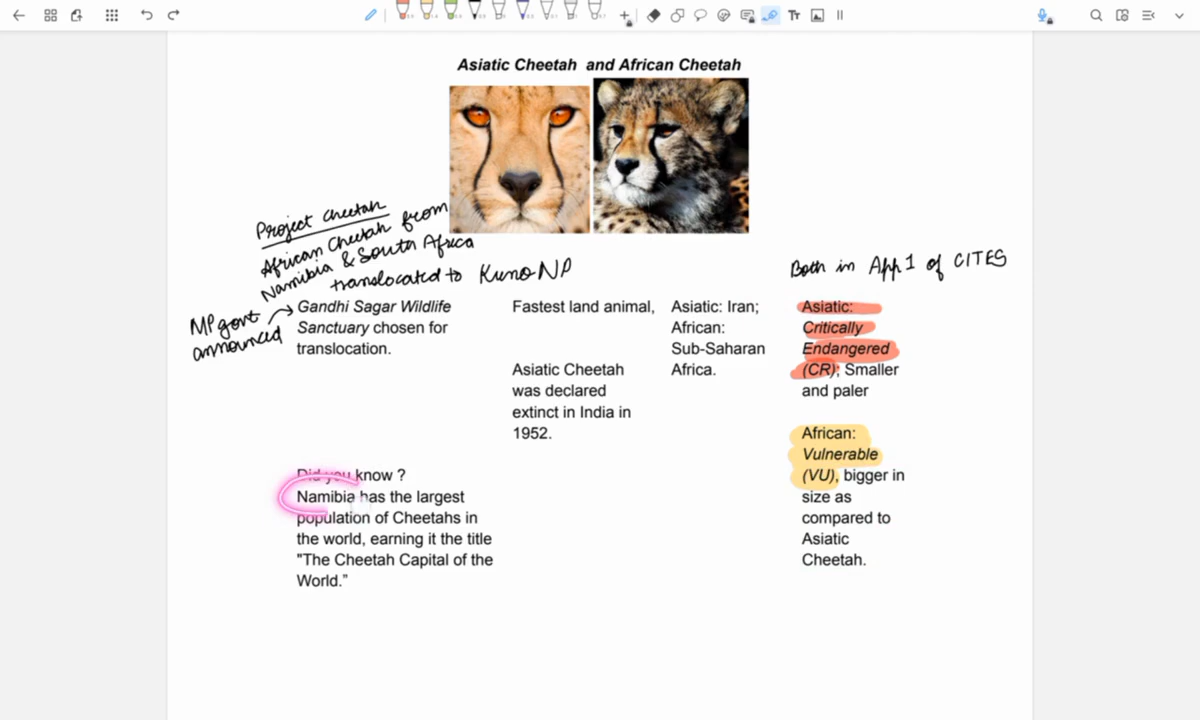 Asiatic Cheetah and African Cheetah
Project Cheetah
African Cheetah from
Namibia & South Africa
translocated to Kuno NP
Both in App 1 of CITES
MP govt
announced
Gandhi Sagar Wildlife
Sanctuary chosen for
translocation.
Fastest land animal,
Asiatic Cheetah
was declared
extinct in India in
1952.
Asiatic: Iran;
African:
Sub-Saharan
Africa.
Asiatic:
Critically
Endangered
(CR); Smaller
and paler
African:
Vulnerable
(VU), bigger in
size as
compared to
Asiatic
Cheetah.
Did you know ?
Namibia has the largest
population of Cheetahs in
the world, earning it the title
"The Cheetah Capital of the
World."